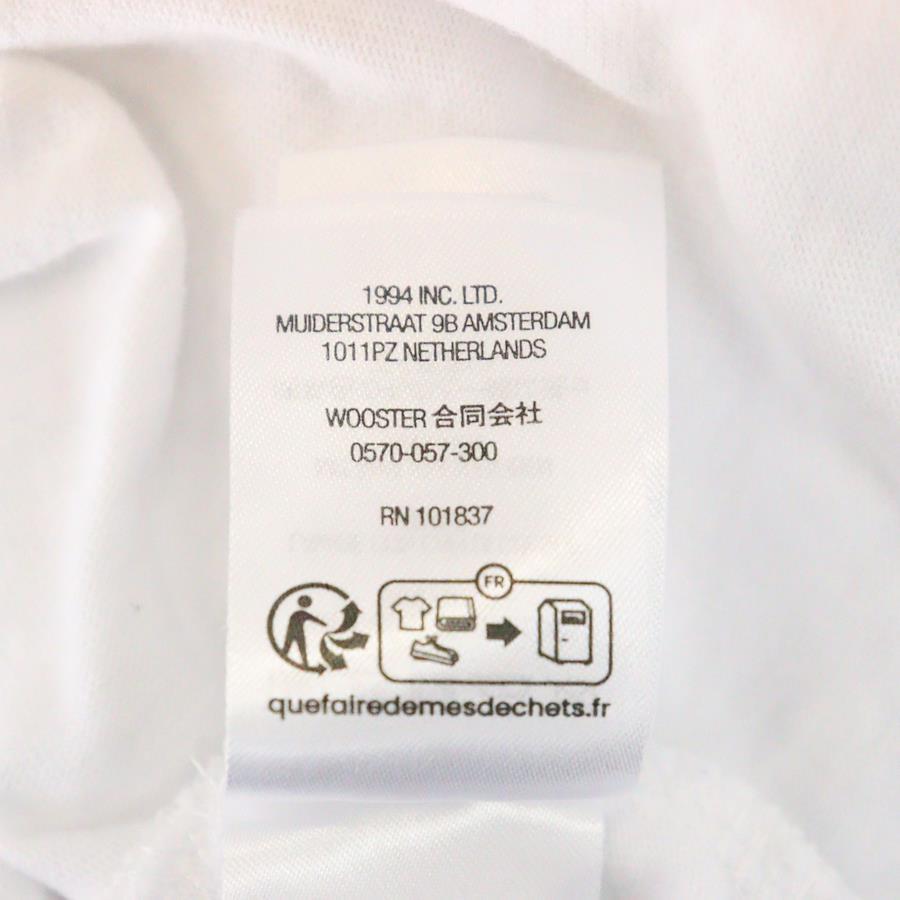 1994 INC. LTD.
MUIDERSTRAAT 9B AMSTERDAM
1011PZ NETHERLANDS
WOOSTER 合同会社
0570-057-300
RN 101837
FR
quefairedemesdechets.fr